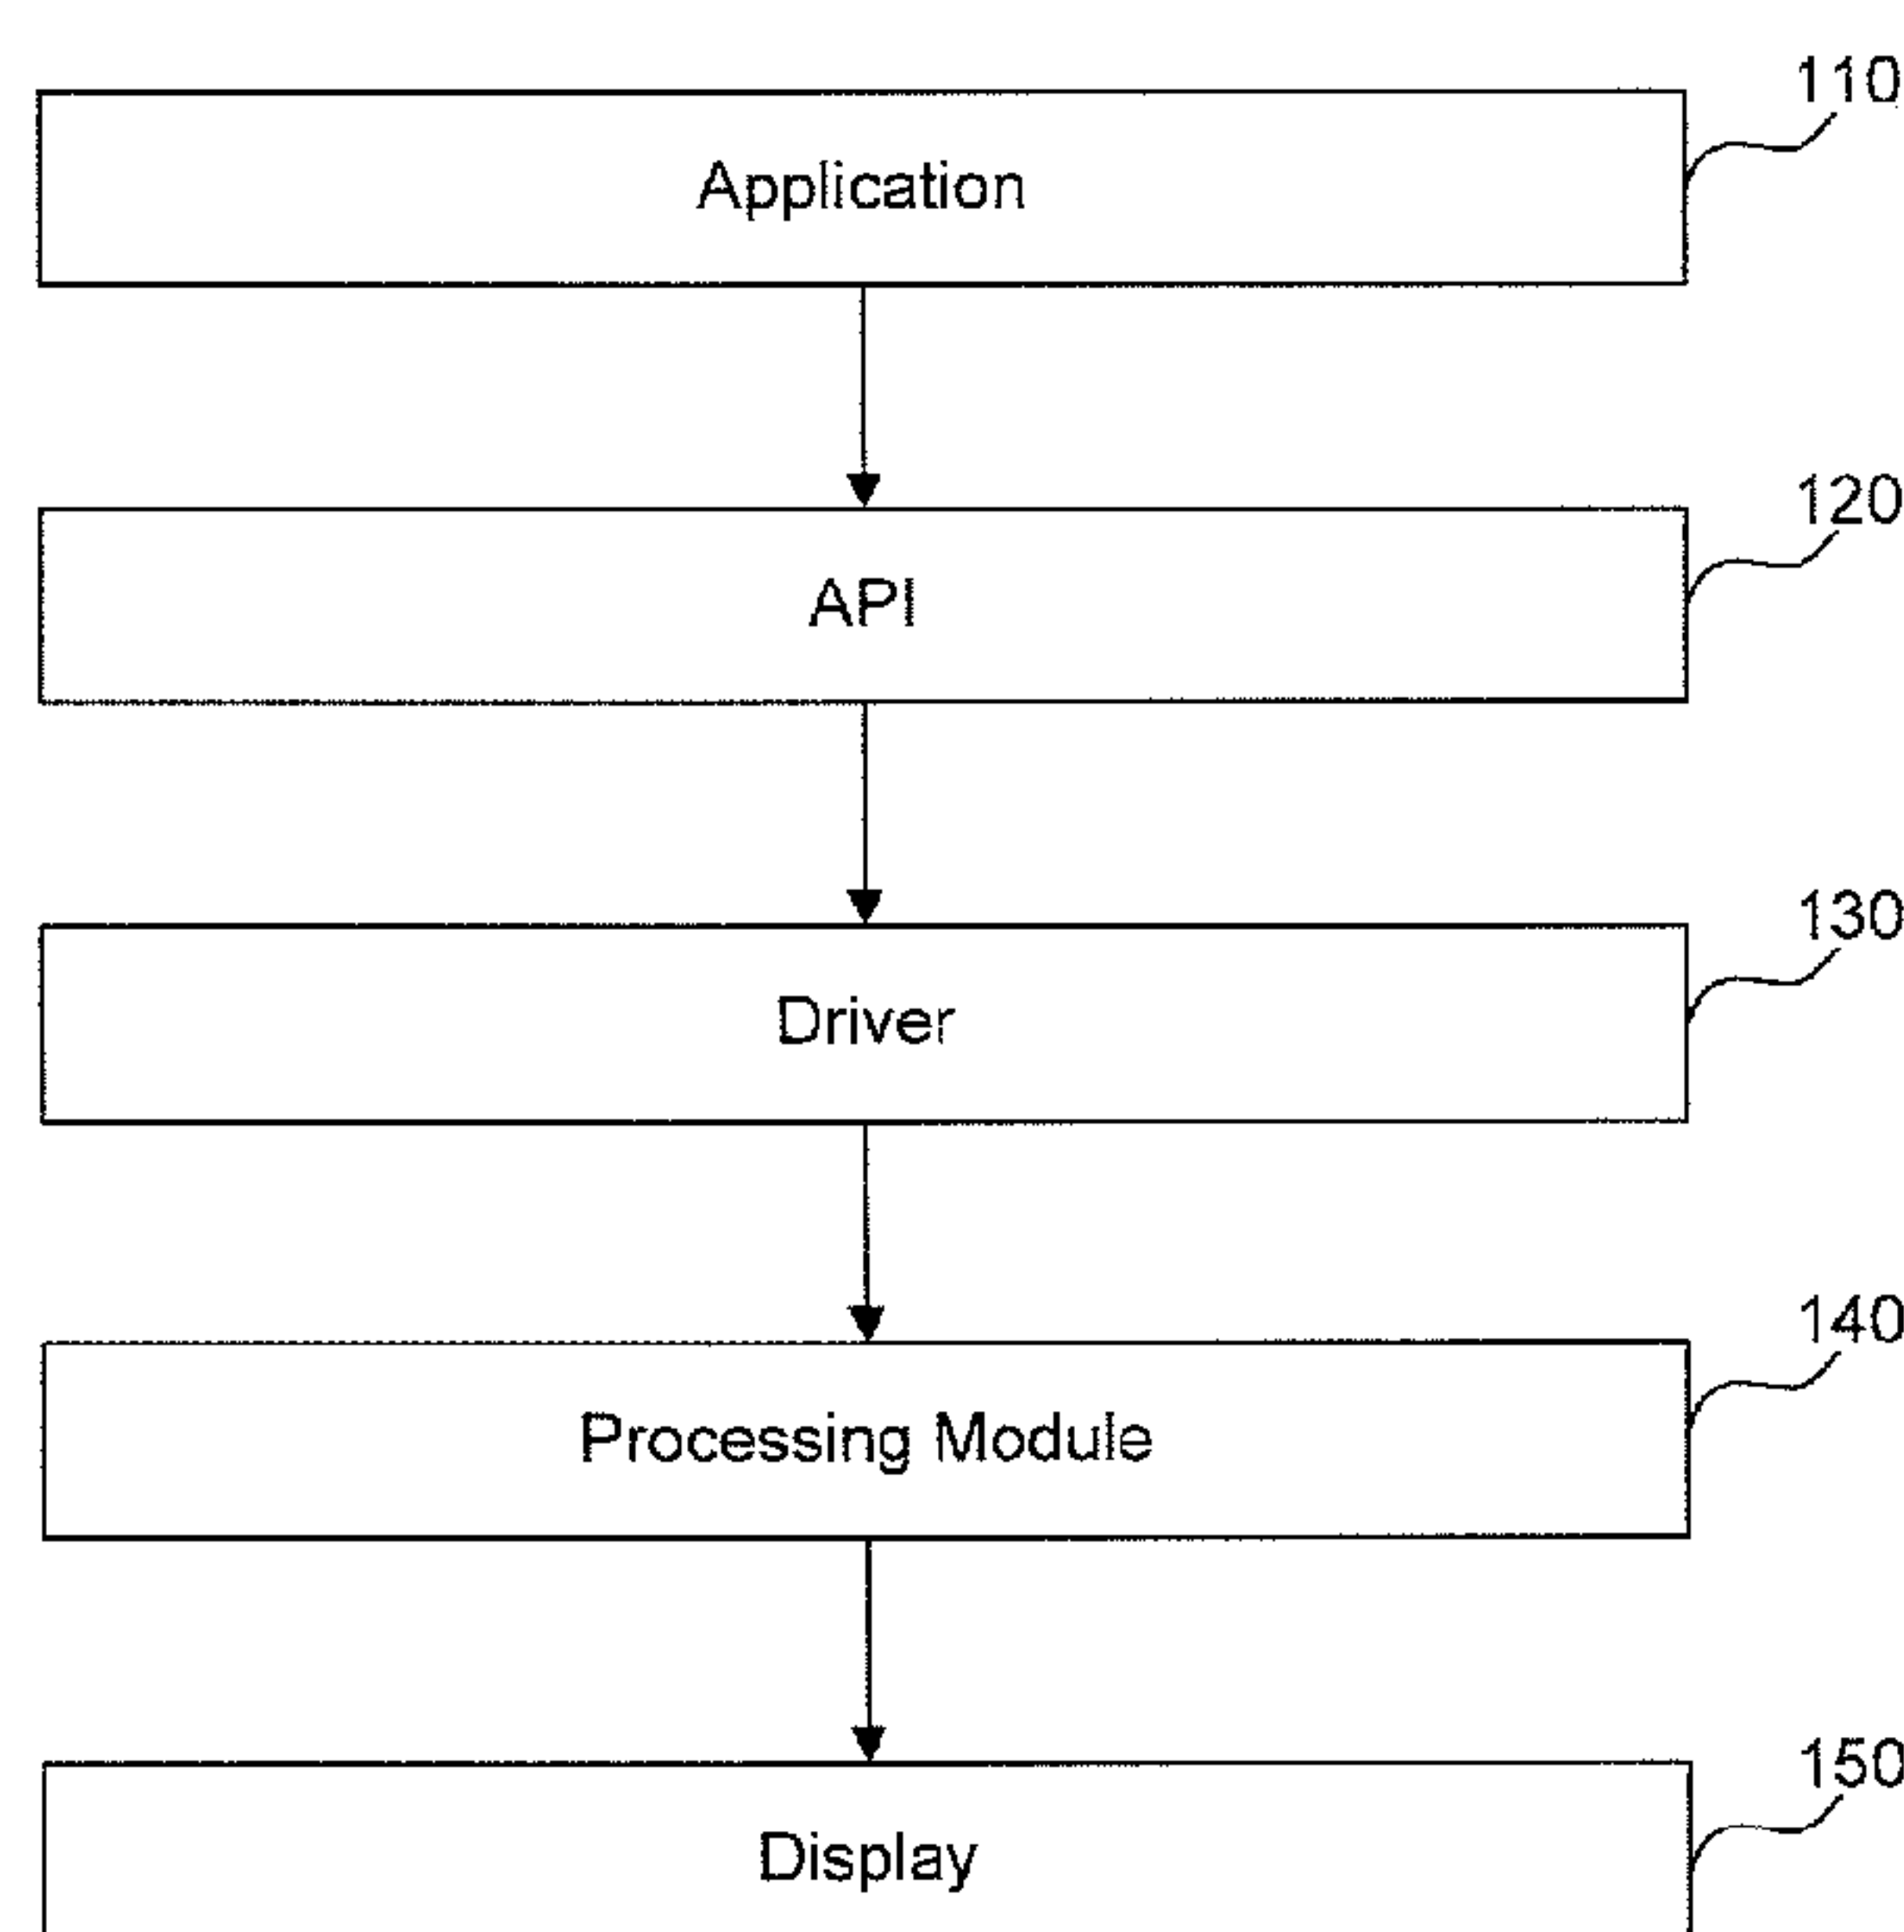 110
Application
120
API
130
Driver
140
Processing Module
150
Display